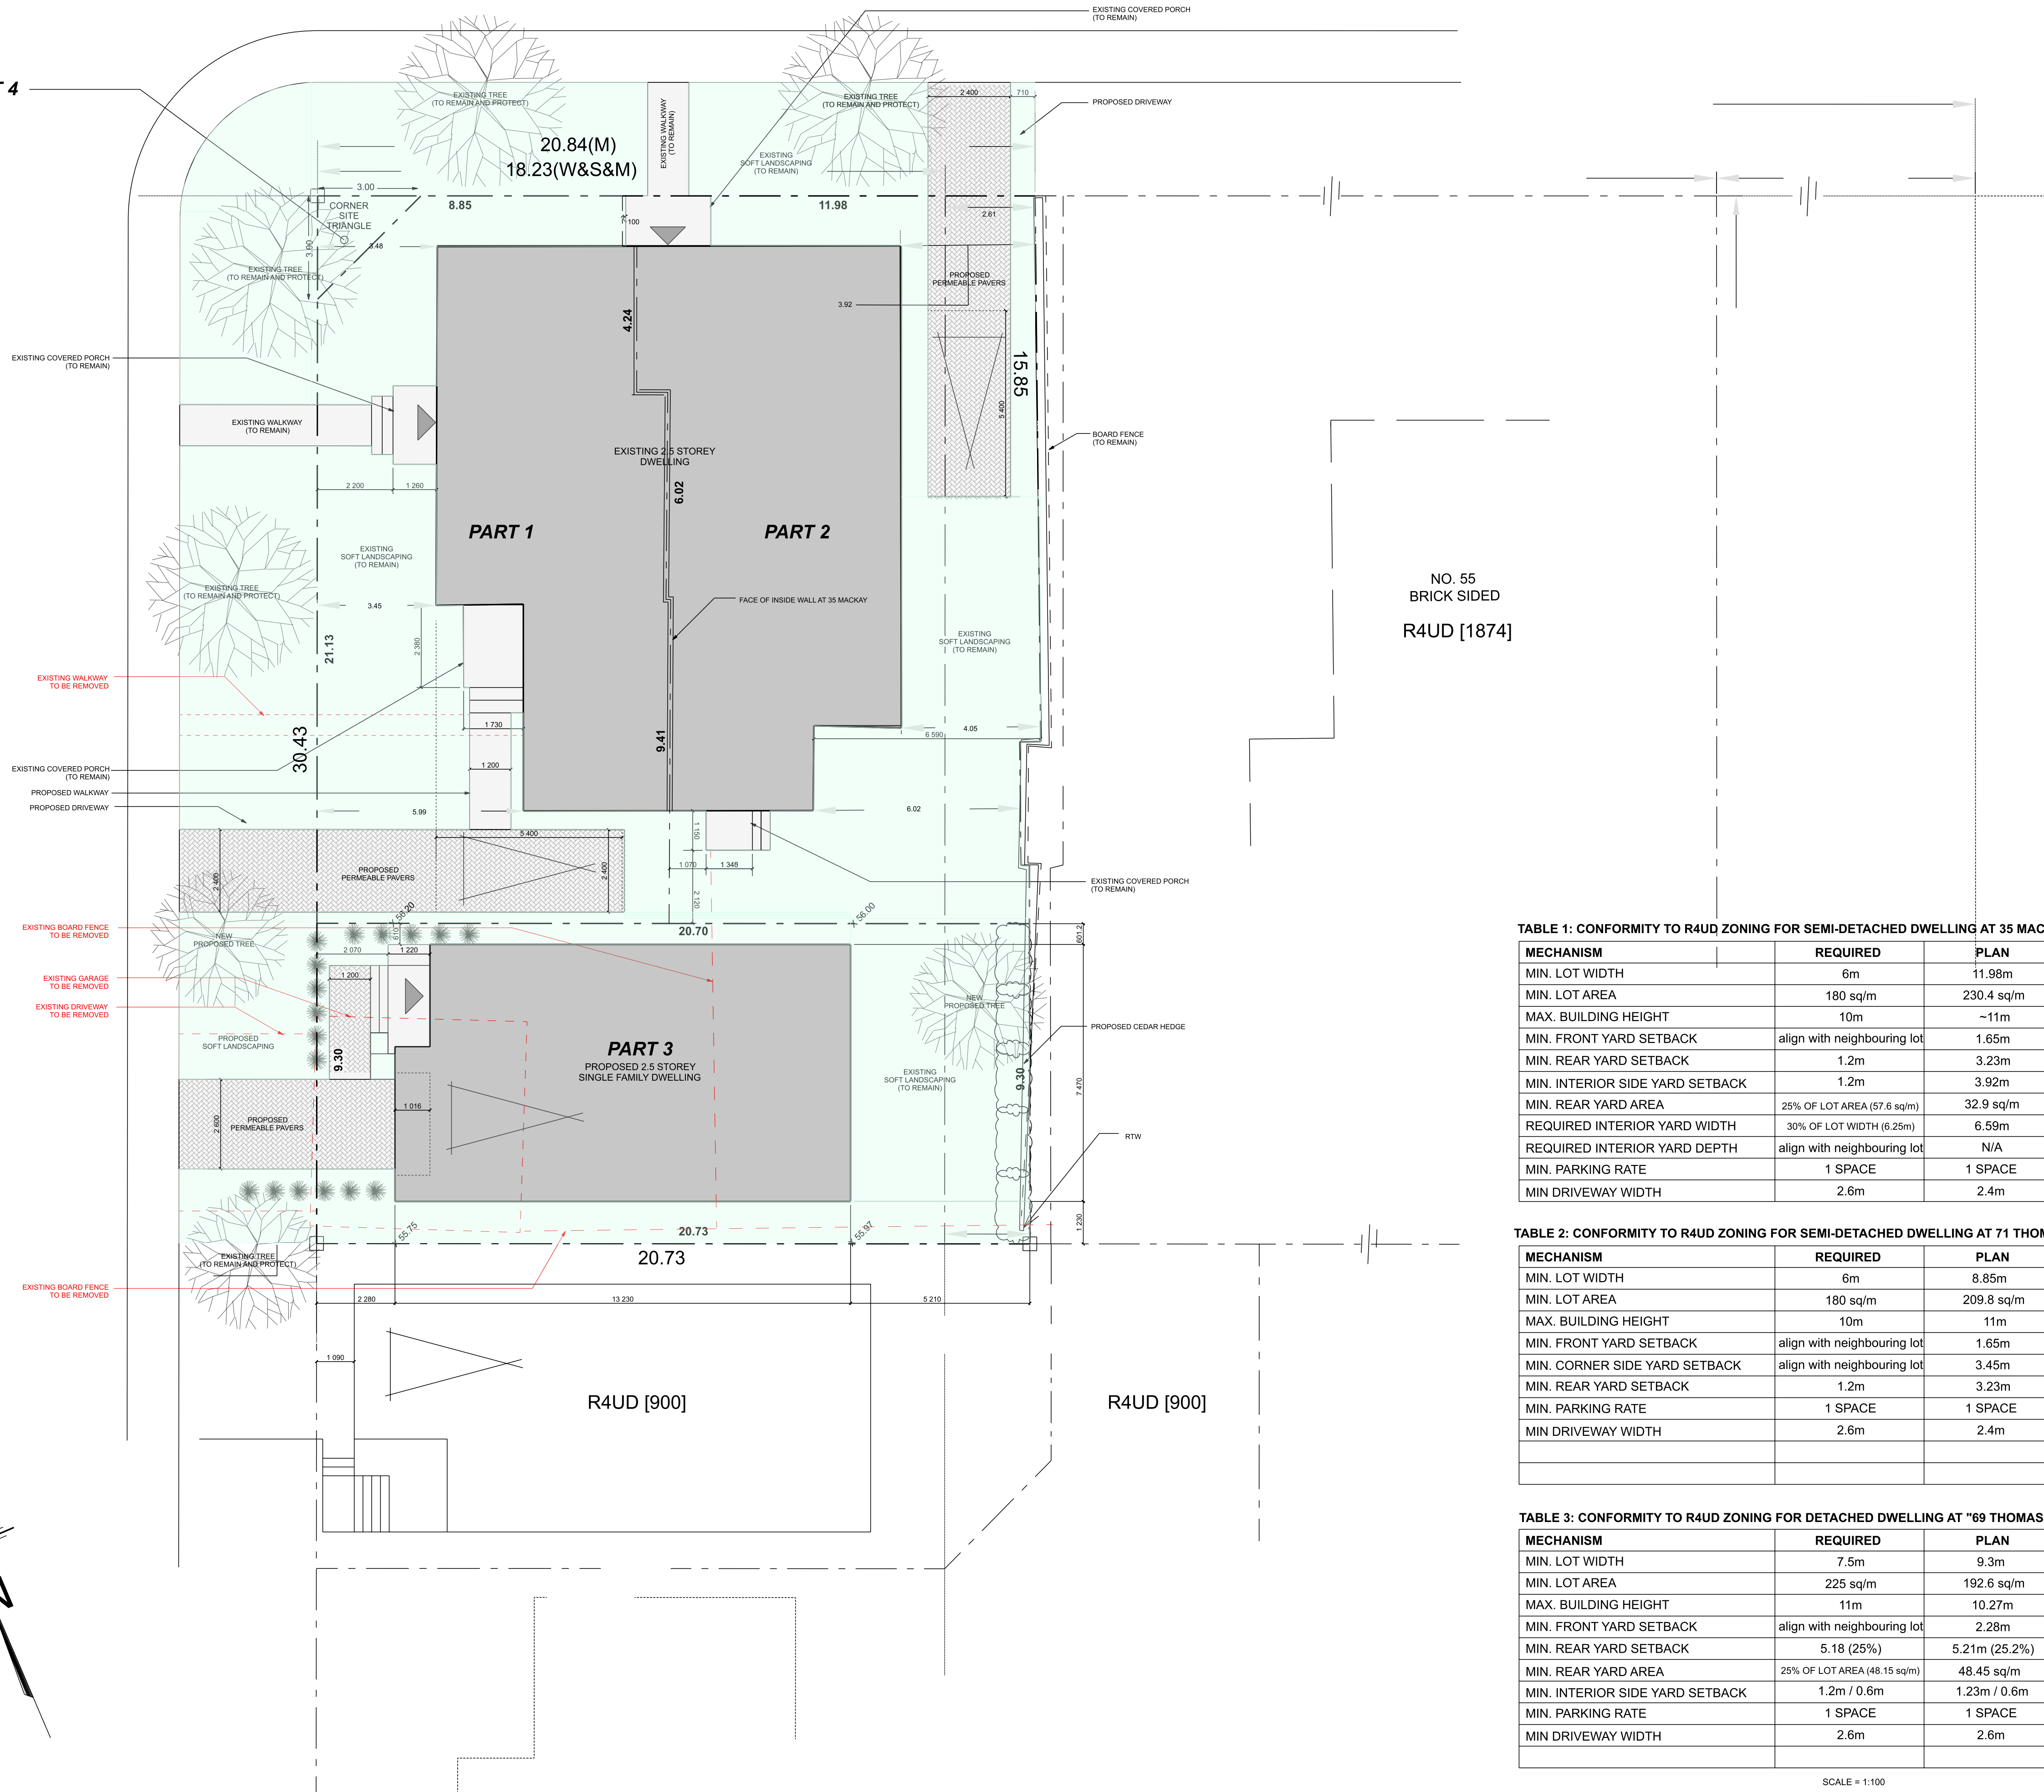 EXISTING COVERED PORCH
(TO REMAIN)
4
EXISTING TREE
(TO REMAIN AND PROTECT)
EXISTING WALKWAY
(TO REMAIN)
EXISTING TREE
(TO REMAIN AND PROTECT)
2 400
710
PROPOSED DRIVEWAY
20.84(M)
18.23(W&S&M)
EXISTING
SOFT LANDSCAPING
(TO REMAIN)
3.00
CORNER
SITE
TRIANGLE
8.85
11.98
100
2.61
3.00
3.48
EXISTING TREE
(TO REMAIN AND PROTECT)
PROPOSED
PERMEABLE PAVERS
3.92
4.24
15.85
5 400
EXISTING COVERED PORCH
(TO REMAIN)
EXISTING WALKWAY
(TO REMAIN)
BOARD FENCE
(TO REMAIN)
EXISTING 2.5 STOREY
DWELLING
2 200
1 260
6.02
PART 1
PART 2
EXISTING
SOFT LANDSCAPING
(TO REMAIN)
EXISTING TREE
(TO REMAIN AND PROTECT)
3.45
FACE OF INSIDE WALL AT 35 MACKAY
NO. 55
BRICK SIDED
R4UD [1874]
21.13
2 380
EXISTING
SOFT LANDSCAPING
(TO REMAIN)
EXISTING WALKWAY
TO BE REMOVED
1 730
30.43
9.41
4.05
6 590
1 200
EXISTING COVERED PORCH
(TO REMAIN)
PROPOSED WALKWAY
PROPOSED DRIVEWAY
5.99
6.02
5 400
1 150
2 400
PROPOSED
PERMEABLE PAVERS
2 400
1 070
1 346
2 120
EXISTING COVERED PORCH
(TO REMAIN)
56.20
56.00
EXISTING BOARD FENCE
TO BE REMOVED
NEW
PROPOSED TREE
610
20.70
601.2
2 070
1 220
1 200
EXISTING GARAGE
TO BE REMOVED
EXISTING DRIVEWAY
TO BE REMOVED
NEW
PROPOSED TREE
PROPOSED CEDAR HEDGE
PROPOSED
SOFT LANDSCAPING
9.30
PART 3
PROPOSED 2.5 STOREY
SINGLE FAMILY DWELLING
EXISTING
SOFT LANDSCAPING
(TO REMAIN)
9.30
7 470
1 016
2 600
PROPOSED
PERMEABLE PAVERS
RTW
1 230
55.75
20.73
55.97
20.73
EXISTING TREE
(TO REMAIN AND PROTECT)
EXISTING BOARD FENCE
TO BE REMOVED
2 280
13 230
5 210
1 090
R4UD [900]
R4UD [900]
TABLE 1: CONFORMITY TO R4UD ZONING FOR SEMI-DETACHED DWELLING AT 35 MAC
MECHANISM REQUIRED PLAN
MIN. LOT WIDTH 6m 11.98m
MIN. LOT AREA 180 sq/m 230.4 sq/m
MAX. BUILDING HEIGHT 10m ~11m
MIN. FRONT YARD SETBACK align with neighbouring lot 1.65m
MIN. REAR YARD SETBACK 1.2m 3.23m
MIN. INTERIOR SIDE YARD SETBACK 1.2m 3.92m
MIN. REAR YARD AREA 25% OF LOT AREA (57.6 sq/m) 32.9 sq/m
REQUIRED INTERIOR YARD WIDTH 30% OF LOT WIDTH (6.25m) 6.59m
REQUIRED INTERIOR YARD DEPTH align with neighbouring lot N/A
MIN. PARKING RATE 1 SPACE 1 SPACE
MIN DRIVEWAY WIDTH 2.6m 2.4m
TABLE 2: CONFORMITY TO R4UD ZONING FOR SEMI-DETACHED DWELLING AT 71 THOM
MECHANISM REQUIRED PLAN
MIN. LOT WIDTH 6m 8.85m
MIN. LOT AREA 180 sq/m 209.8 sq/m
MAX. BUILDING HEIGHT 10m 11m
MIN. FRONT YARD SETBACK align with neighbouring lot 1.65m
MIN. CORNER SIDE YARD SETBACK align with neighbouring lot 3.45m
MIN. REAR YARD SETBACK 1.2m 3.23m
MIN. PARKING RATE 1 SPACE 1 SPACE
MIN DRIVEWAY WIDTH 2.6m 2.4m
TABLE 3: CONFORMITY TO R4UD ZONING FOR DETACHED DWELLING AT "69 THOMAS
MECHANISM REQUIRED PLAN
MIN. LOT WIDTH 7.5m 9.3m
MIN. LOT AREA 225 sq/m 192.6 sq/m
MAX. BUILDING HEIGHT 11m 10.27m
MIN. FRONT YARD SETBACK align with neighbouring lot 2.28m
MIN. REAR YARD SETBACK 5.18 (25%) 5.21m (25.2%)
MIN. REAR YARD AREA 25% OF LOT AREA (48.15 sq/m) 48.45 sq/m
MIN. INTERIOR SIDE YARD SETBACK 1.2m / 0.6m 1.23m / 0.6m
MIN. PARKING RATE 1 SPACE 1 SPACE
MIN DRIVEWAY WIDTH 2.6m 2.6m
SCALE = 1:100